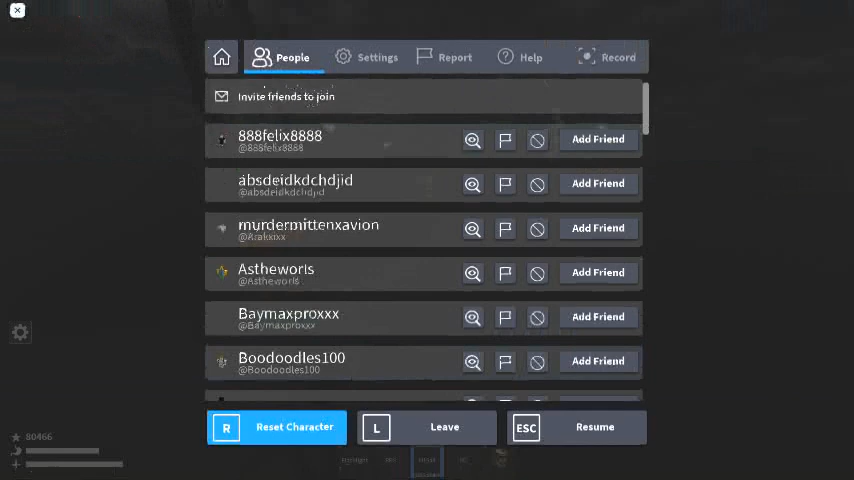 People
Settings
Report
Help
Record
Invite friends to join
888felix8888
@888felix8888
Add Friend
absdeidkdchdjid
@absdeidkdchdjid
Add Friend
murdermittenxavion
@Arakxixx
Add Friend
Astheworls
@Astheworls
Add Friend
Baymaxproxxx
@Baymaxproxxx
Add Friend
Boodoodles100
@Boodoodles100
Add Friend
R Reset Character
L Leave
ESC Resume
80466